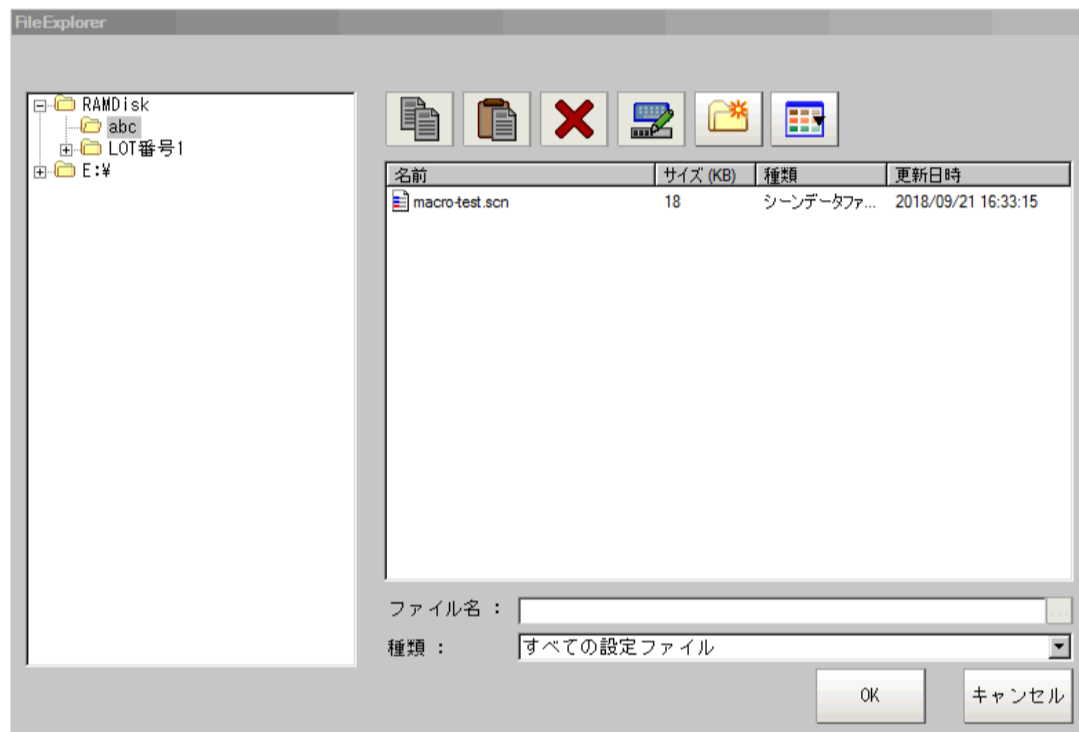 FileExplorer
RAMDisk
abc
LOT番号1
E:¥
名前 サイズ (KB) 種類 更新日時
macro-test.scn 18 シーンデータファ... 2018/09/21 16:33:15
ファイル名 :
...
種類 : すべての設定ファイル
OK キャンセル